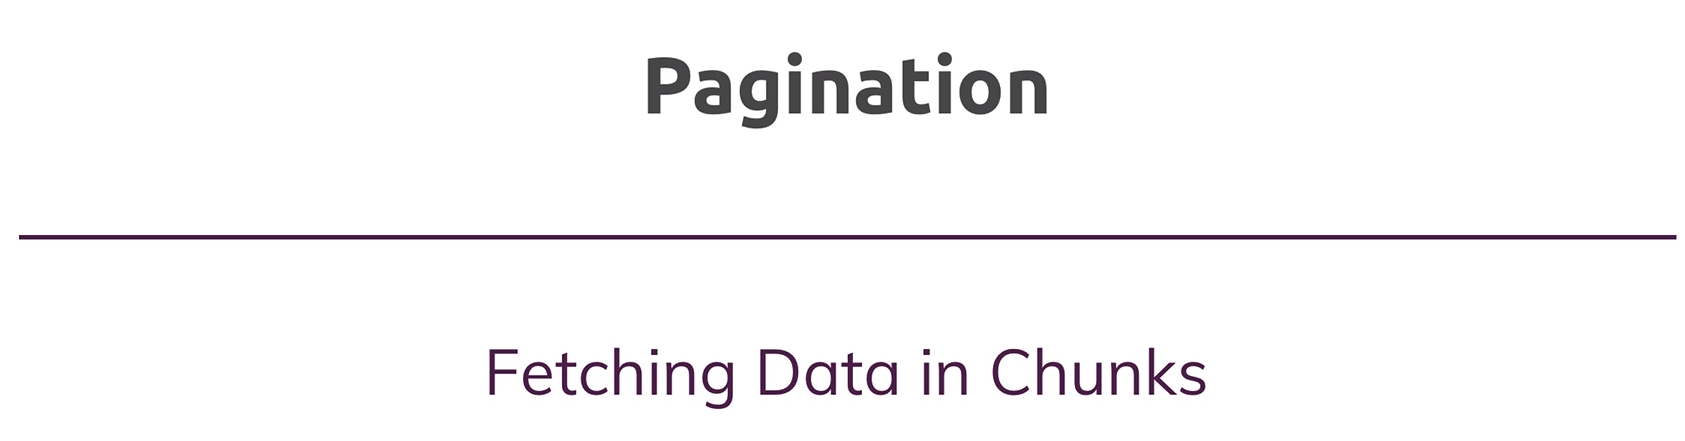 Pagination
Fetching Data in Chunks